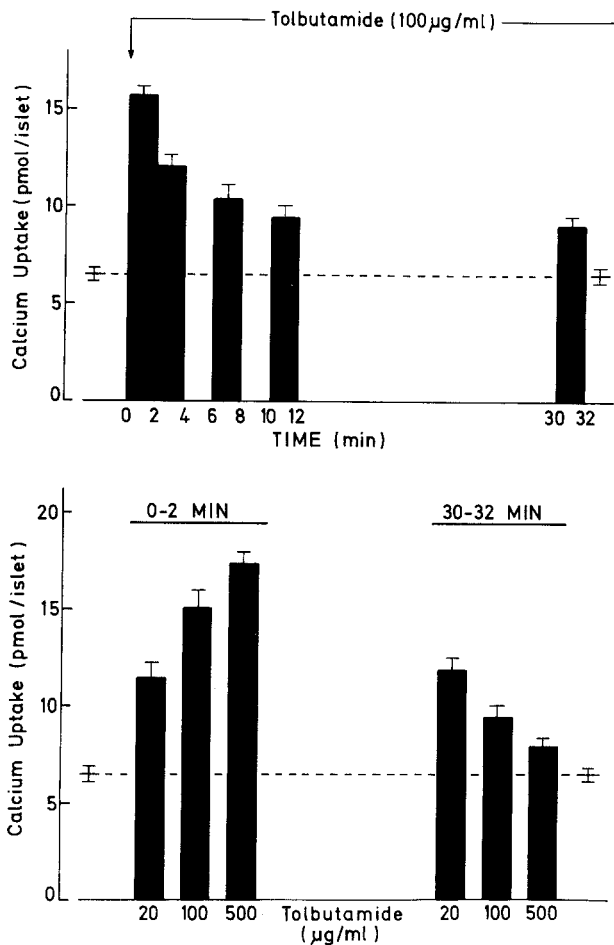 Tolbutamide (100μg/ml)
Calcium Uptake (pmol/islet)
15
10
5
0
0 2 4 6 8 10 12 30 32
TIME (min)
Calcium Uptake (pmol/islet)
20
15
10
5
0
0-2 MIN
30-32 MIN
20 100 500 Tolbutamide 20 100 500
(μg/ml)